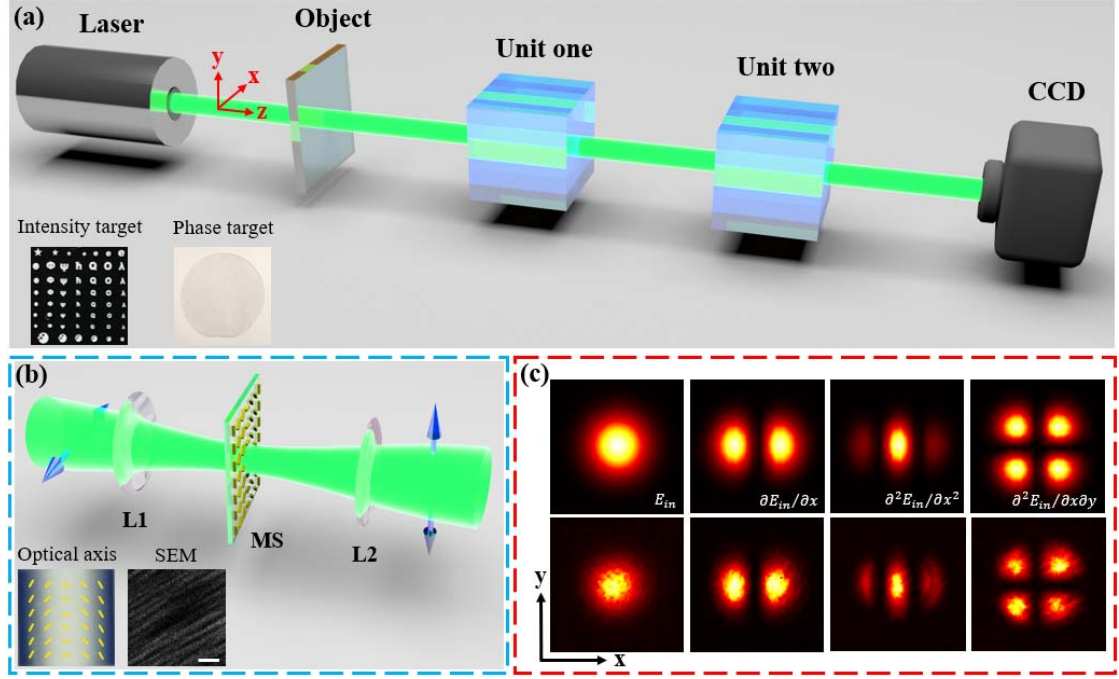 (a)
Laser
Object
Unit one
Unit two
CCD
y
x
z
Intensity target
Phase target
ψ ħ Q O λ
(b)
L1
MS
L2
Optical axis
SEM
(c)
E_in
∂E_in/∂x
∂²E_in/∂x²
∂²E_in/∂x∂y
y
x